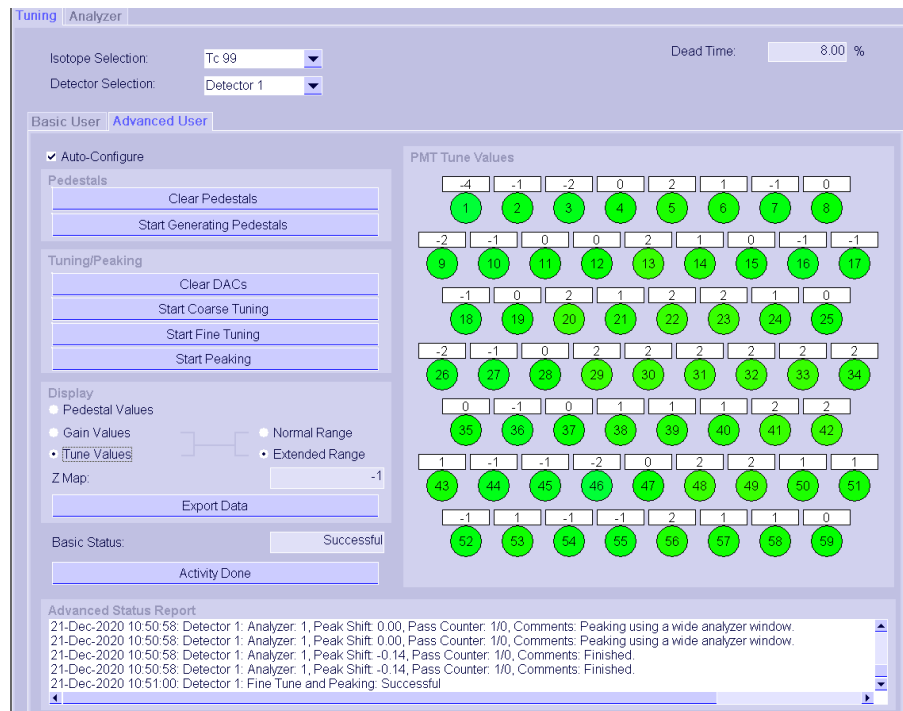 Tuning Analyzer
Isotope Selection: Tc 99 Dead Time: 8.00 %
Detector Selection: Detector 1
Basic User Advanced User
Auto-Configure
Pedestals
Clear Pedestals
Start Generating Pedestals
Tuning/Peaking
Clear DACs
Start Coarse Tuning
Start Fine Tuning
Start Peaking
Display
Pedestal Values
Gain Values Normal Range
Tune Values Extended Range
Z Map: -1
Export Data
Basic Status: Successful
Activity Done
PMT Tune Values
-4 -1 -2 0 2 1 -1 0
1 2 3 4 5 6 7 8
-2 -1 0 0 2 1 0 -1 -1
9 10 11 12 13 14 15 16 17
-1 0 2 1 2 2 1 0
18 19 20 21 22 23 24 25
-2 -1 0 2 2 2 2 2 2
26 27 28 29 30 31 32 33 34
0 -1 0 1 1 1 2 2
35 36 37 38 39 40 41 42
1 -1 -1 -2 0 2 2 1 1
43 44 45 46 47 48 49 50 51
-1 1 -1 -1 2 1 1 0
52 53 54 55 56 57 58 59
Advanced Status Report
21-Dec-2020 10:50:58: Detector 1: Analyzer: 1, Peak Shift: 0.00, Pass Counter: 1/0, Comments: Peaking using a wide analyzer window.
21-Dec-2020 10:50:58: Detector 1: Analyzer: 1, Peak Shift: 0.00, Pass Counter: 1/0, Comments: Peaking using a wide analyzer window.
21-Dec-2020 10:50:58: Detector 1: Analyzer: 1, Peak Shift: -0.14, Pass Counter: 1/0, Comments: Finished.
21-Dec-2020 10:50:58: Detector 1: Analyzer: 1, Peak Shift: -0.14, Pass Counter: 1/0, Comments: Finished.
21-Dec-2020 10:51:00: Detector 1: Fine Tune and Peaking: Successful